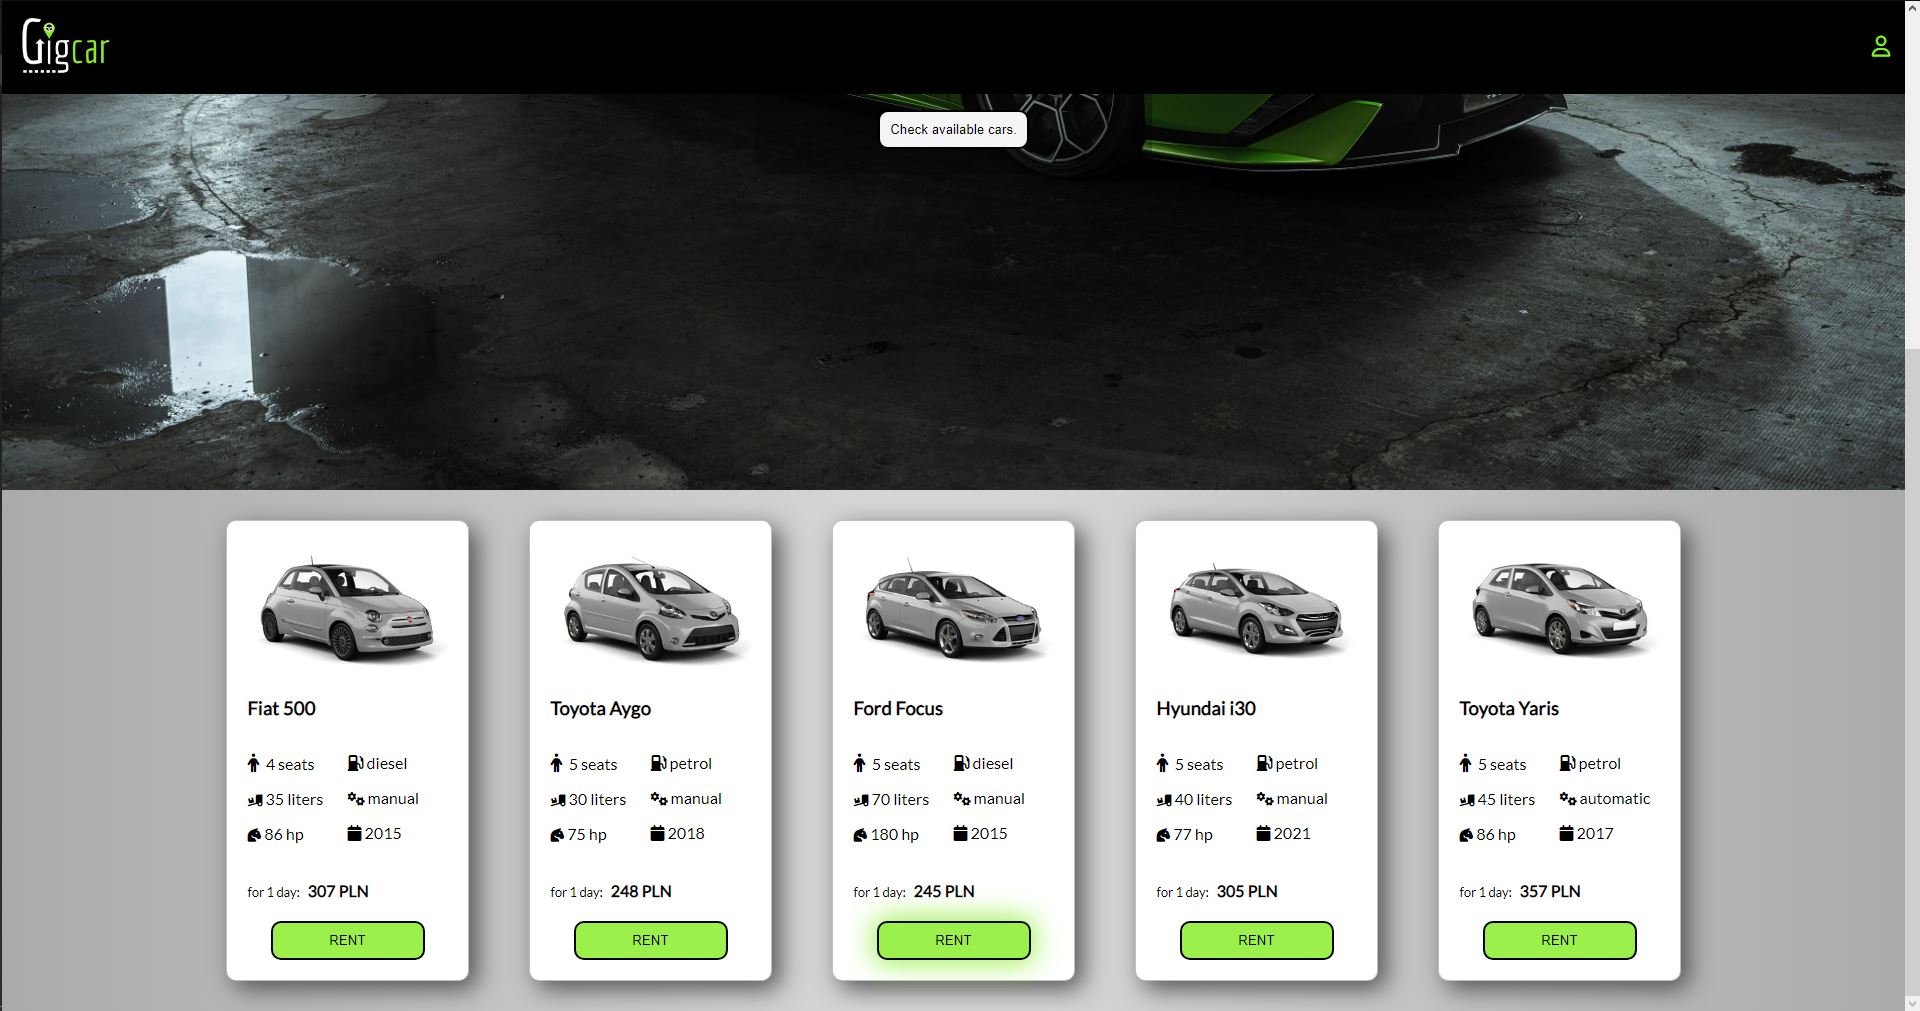 Gigcar
Check available cars.
Fiat 500
4 seats
diesel
35 liters
manual
86 hp
2015
for 1 day: 307 PLN
RENT
Toyota Aygo
5 seats
petrol
30 liters
manual
75 hp
2018
for 1 day: 248 PLN
RENT
Ford Focus
5 seats
diesel
70 liters
manual
180 hp
2015
for 1 day: 245 PLN
RENT
Hyundai i30
5 seats
petrol
40 liters
manual
77 hp
2021
for 1 day: 305 PLN
RENT
Toyota Yaris
5 seats
petrol
45 liters
automatic
86 hp
2017
for 1 day: 357 PLN
RENT